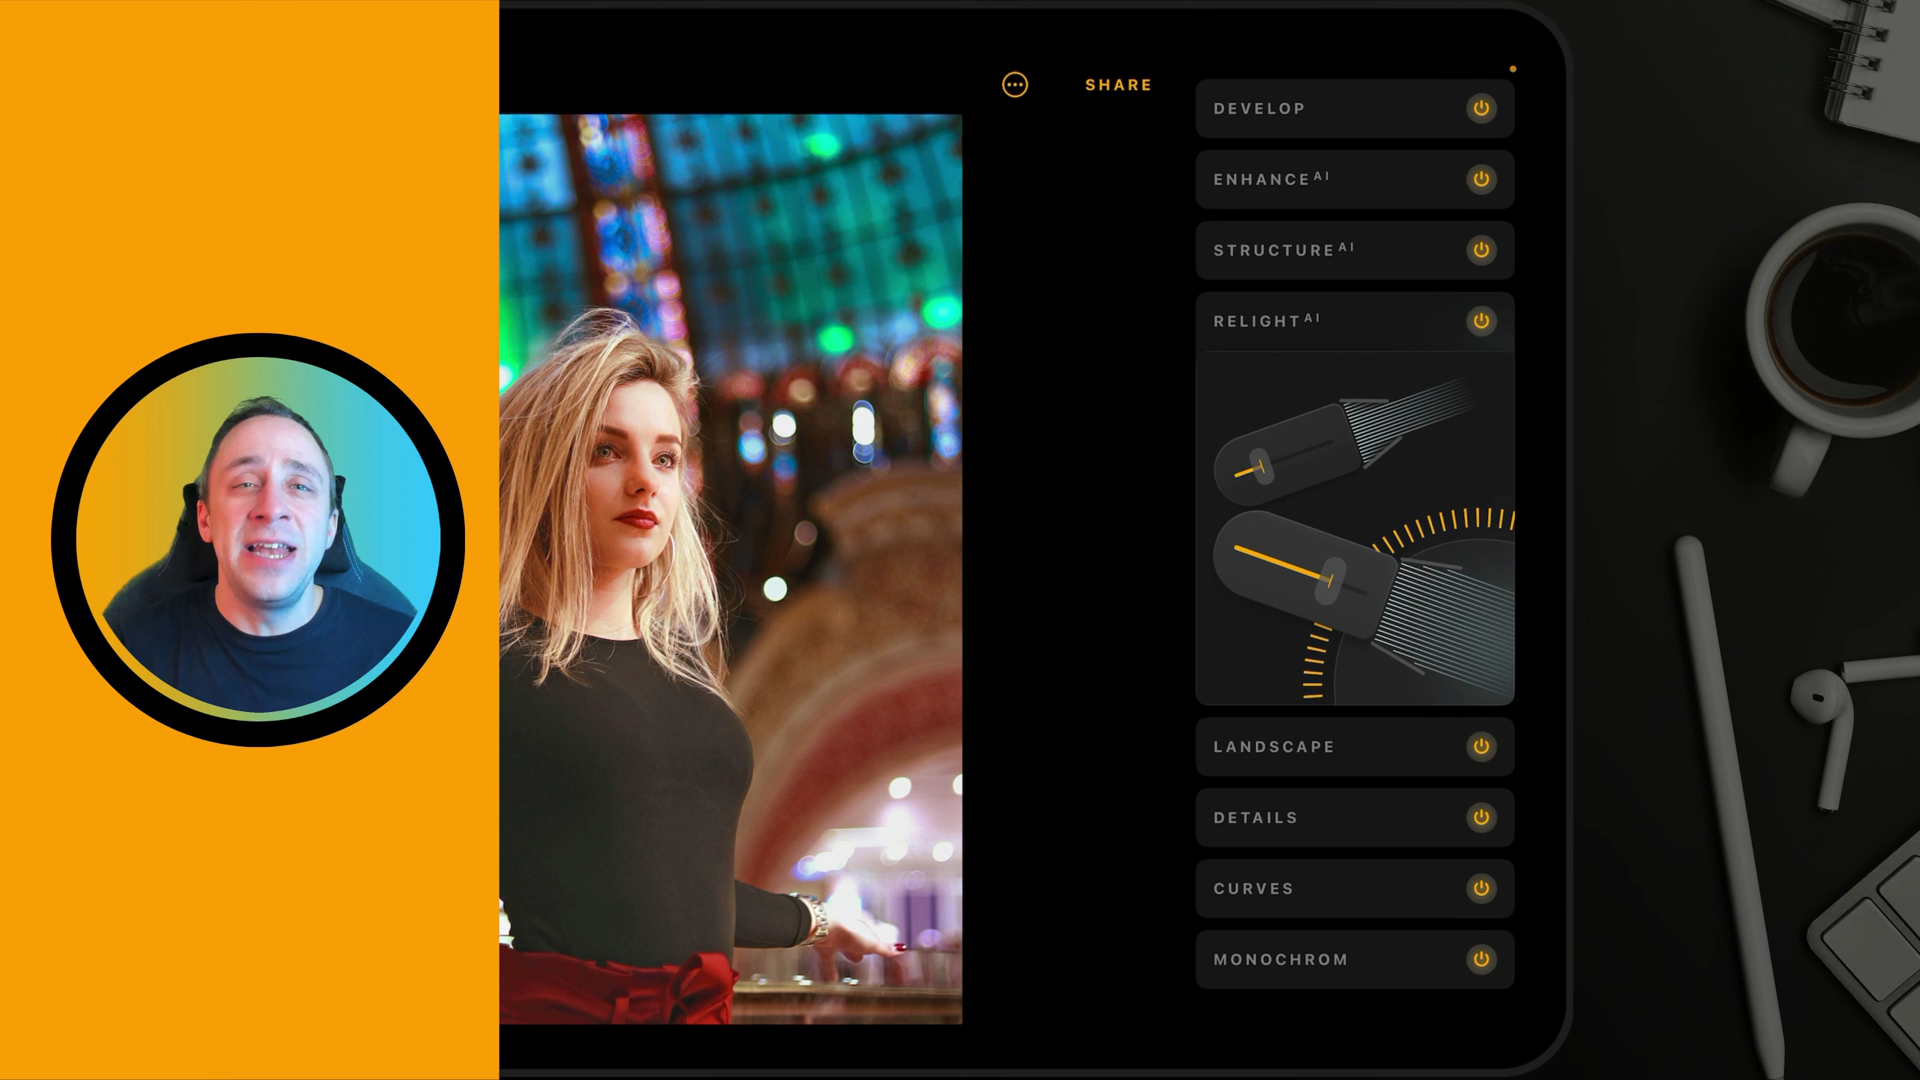 SHARE
DEVELOP
ENHANCE AI
STRUCTURE AI
RELIGHT AI
LANDSCAPE
DETAILS
CURVES
MONOCHROM